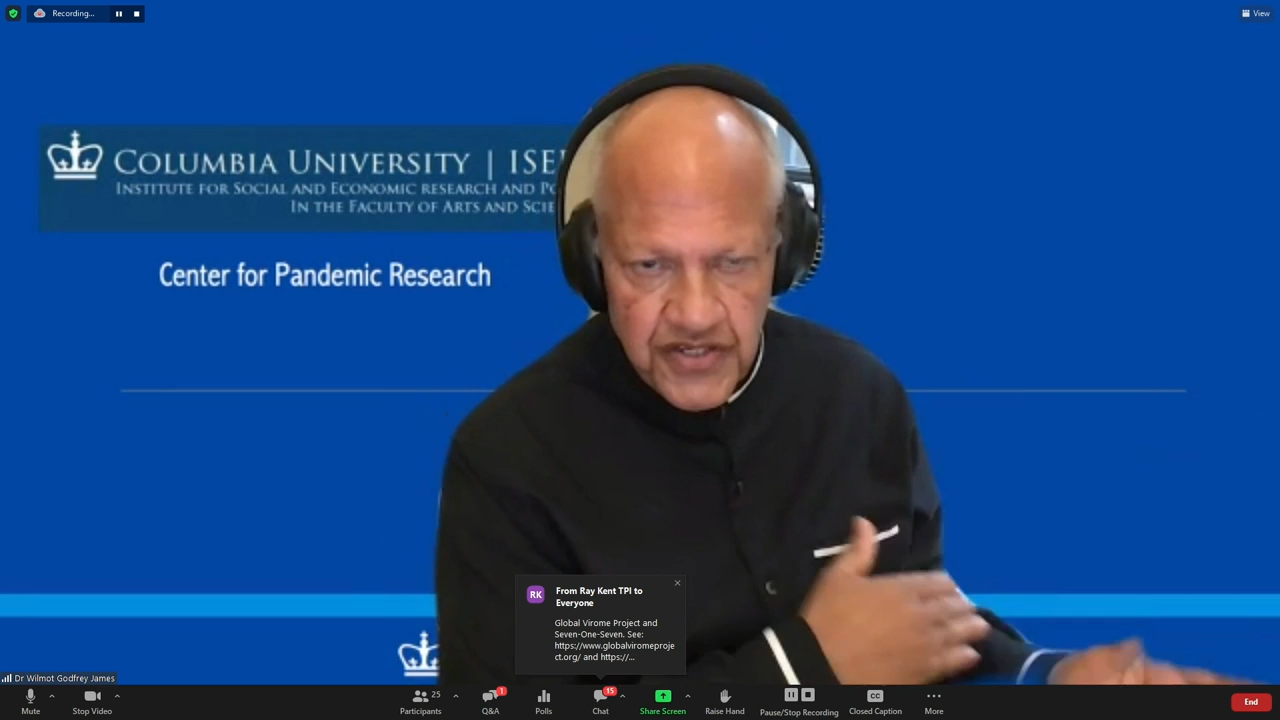 Recording...
View
COLUMBIA UNIVERSITY | ISE
INSTITUTE FOR SOCIAL AND ECONOMIC RESEARCH AND PO
IN THE FACULTY OF ARTS AND SCIE
Center for Pandemic Research
RK
From Ray Kent TPI to
Everyone
Global Virome Project and
Seven-One-Seven. See:
https://www.globalviromeproje
ct.org/ and https://...
Dr Wilmot Godfrey James
25
1
15
CC
Mute
Stop Video
Participants
Q&A
Polls
Chat
Share Screen
Raise Hand
Pause/Stop Recording
Closed Caption
More
End